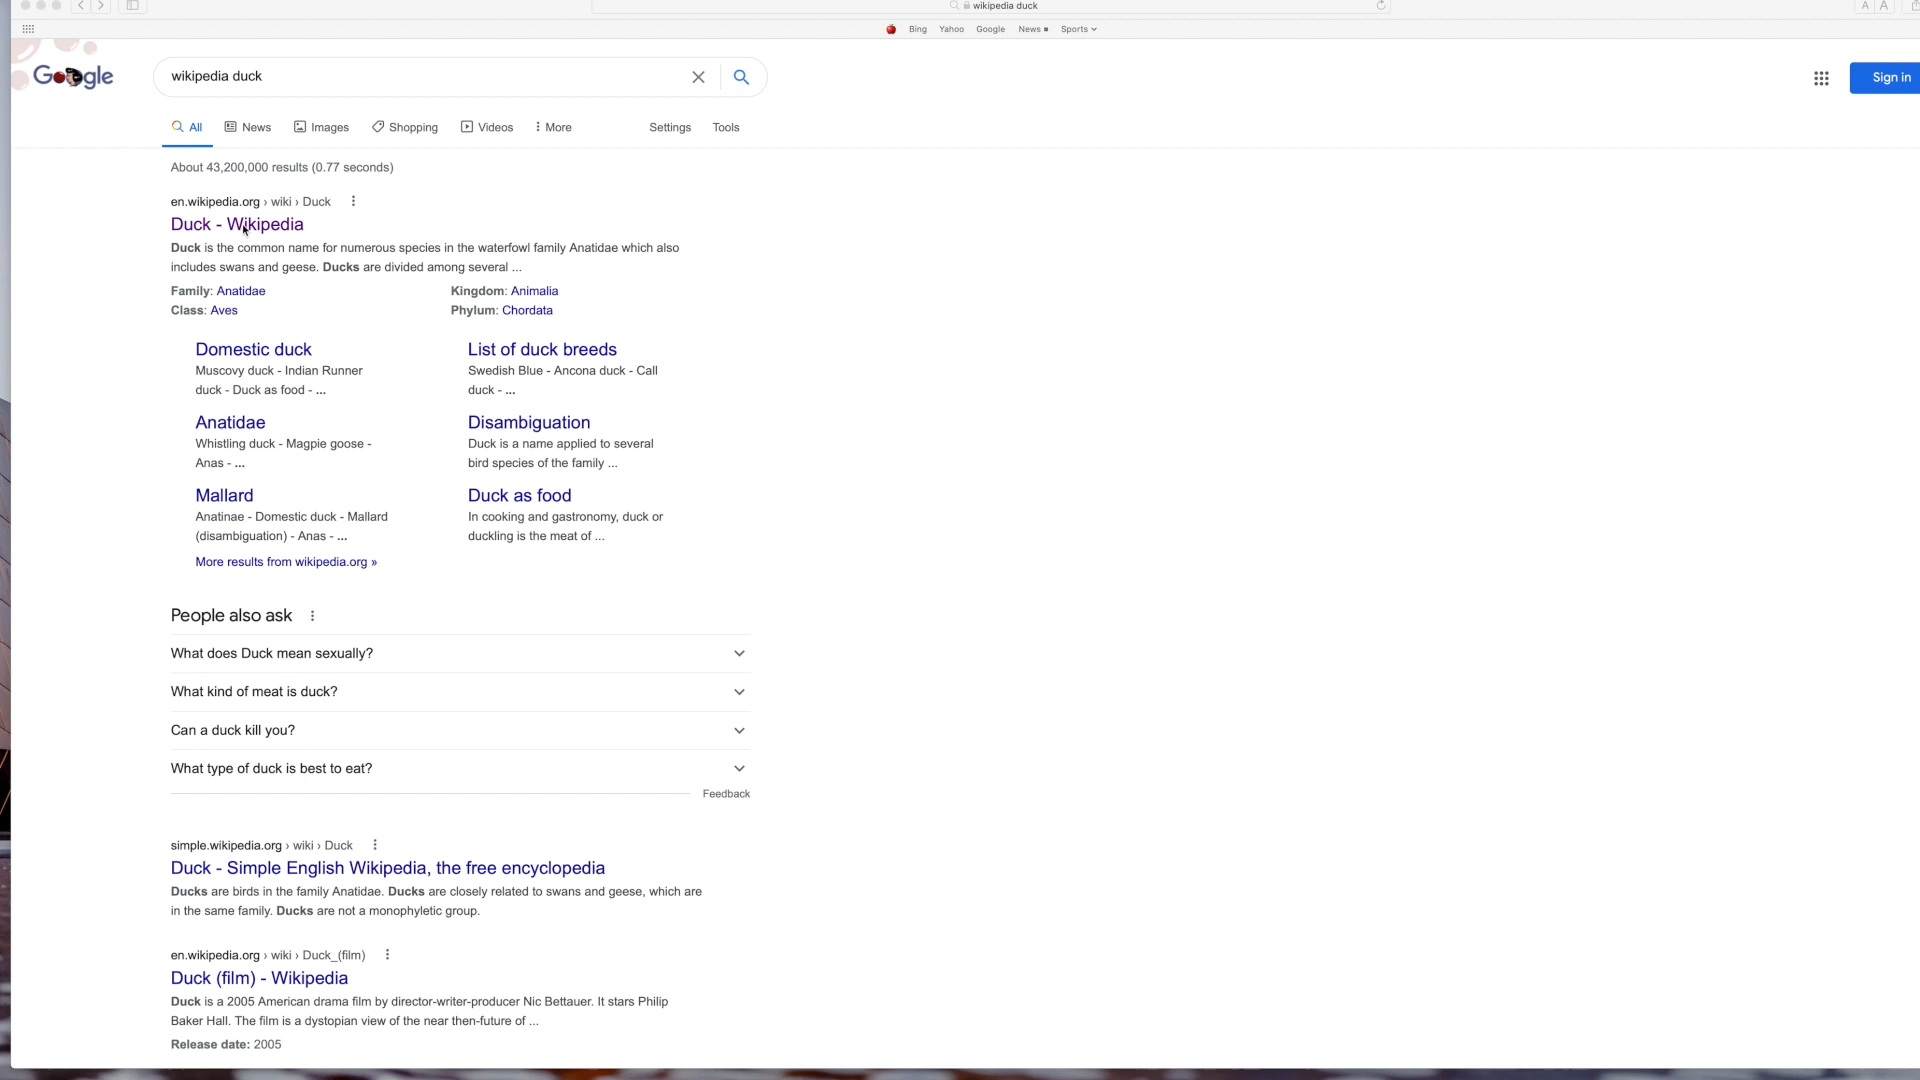 wikipedia duck
A A
Bing Yahoo Google News Sports
Google
wikipedia duck
Sign in
All News Images Shopping Videos More Settings Tools
About 43,200,000 results (0.77 seconds)
en.wikipedia.org › wiki › Duck
Duck - Wikipedia
Duck is the common name for numerous species in the waterfowl family Anatidae which also
includes swans and geese. Ducks are divided among several ...
Family: Anatidae Kingdom: Animalia
Class: Aves Phylum: Chordata
Domestic duck
Muscovy duck - Indian Runner
duck - Duck as food - ...
List of duck breeds
Swedish Blue - Ancona duck - Call
duck - ...
Anatidae
Whistling duck - Magpie goose -
Anas - ...
Disambiguation
Duck is a name applied to several
bird species of the family ...
Mallard
Anatinae - Domestic duck - Mallard
(disambiguation) - Anas - ...
Duck as food
In cooking and gastronomy, duck or
duckling is the meat of ...
More results from wikipedia.org »
People also ask
What does Duck mean sexually?
What kind of meat is duck?
Can a duck kill you?
What type of duck is best to eat?
Feedback
simple.wikipedia.org › wiki › Duck
Duck - Simple English Wikipedia, the free encyclopedia
Ducks are birds in the family Anatidae. Ducks are closely related to swans and geese, which are
in the same family. Ducks are not a monophyletic group.
en.wikipedia.org › wiki › Duck_(film)
Duck (film) - Wikipedia
Duck is a 2005 American drama film by director-writer-producer Nic Bettauer. It stars Philip
Baker Hall. The film is a dystopian view of the near then-future of ...
Release date: 2005